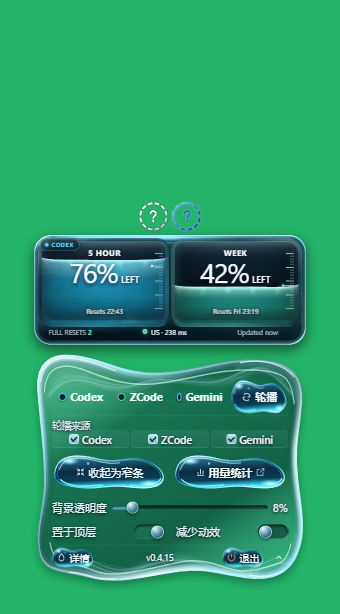 ? ?
CODEX
5 HOUR WEEK
76% LEFT 42% LEFT
Resets 22:43 Resets Fri 23:19
FULL RESETS 2 US · 238 ms Updated now
Codex ZCode Gemini 轮播
轮播来源
Codex ZCode Gemini
收起为窄条 用量统计
背景透明度 8%
置于顶层 减少动效
详情 v0.4.15 退出